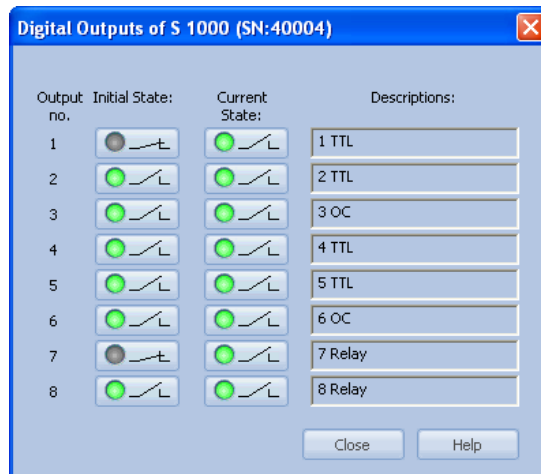 Digital Outputs of S 1000 (SN:40004)
Output no. Initial State: Current State: Descriptions:
1 1 TTL
2 2 TTL
3 3 OC
4 4 TTL
5 5 TTL
6 6 OC
7 7 Relay
8 8 Relay
Close Help